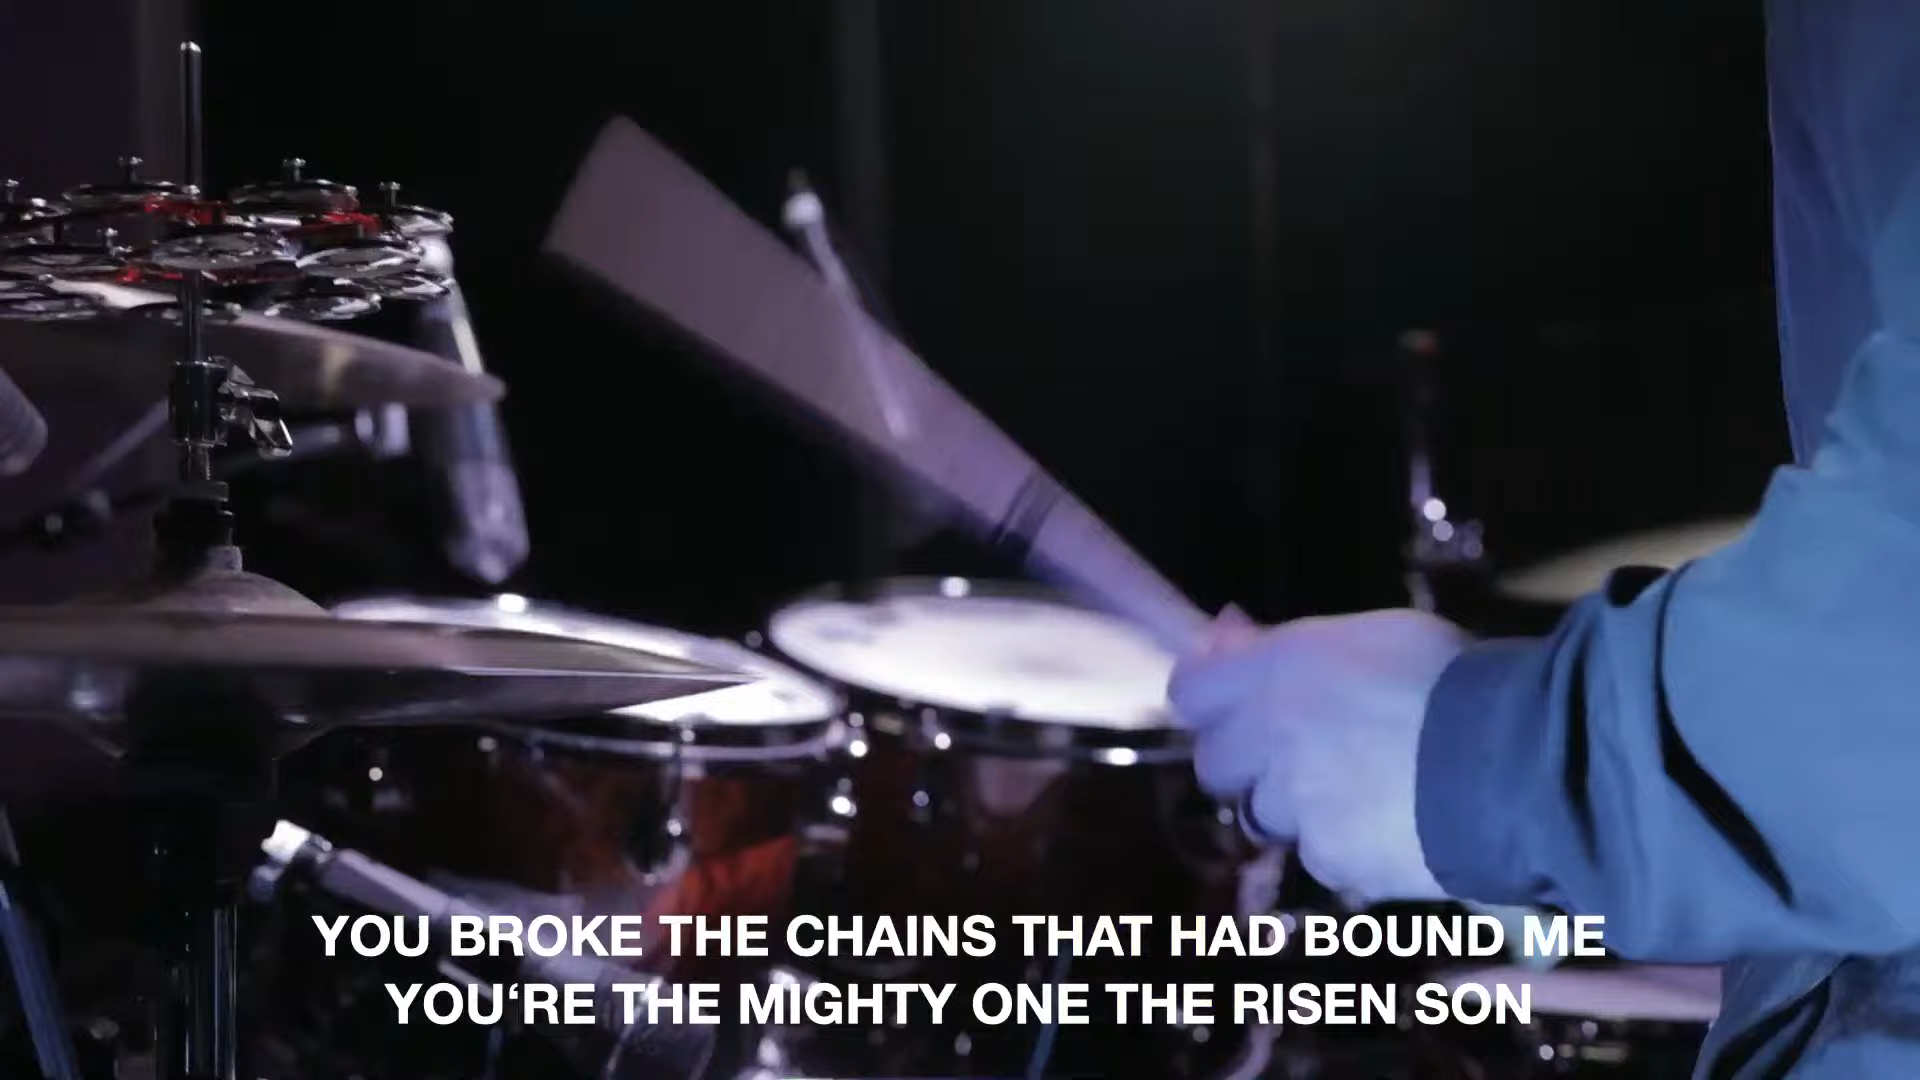 YOU BROKE THE CHAINS THAT HAD BOUND ME
YOU‘RE THE MIGHTY ONE THE RISEN SON